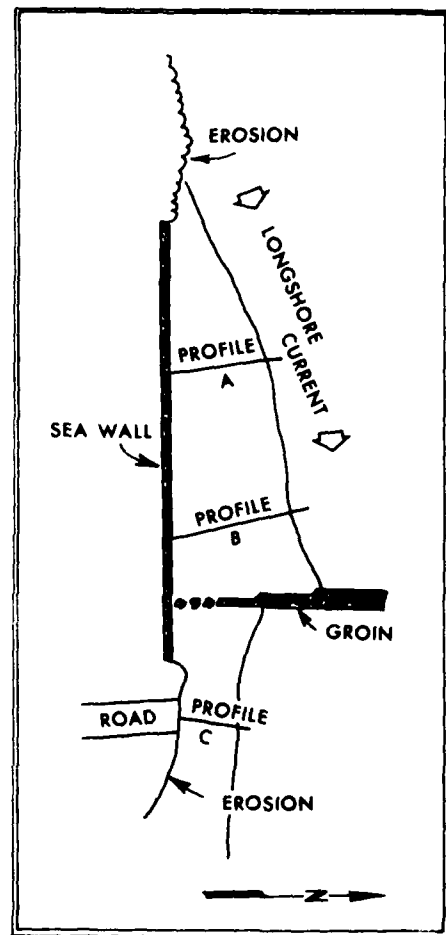 EROSION
LONGSHORE
CURRENT
PROFILE
A
SEA WALL
PROFILE
B
GROIN
ROAD
PROFILE
C
EROSION
N